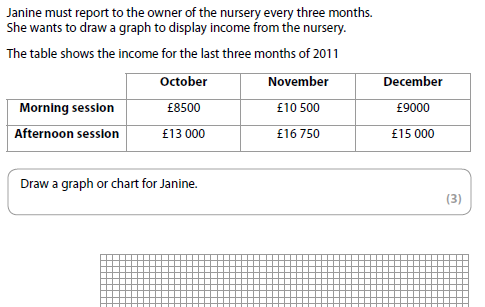 Janine must report to the owner of the nursery every three months.
She wants to draw a graph to display income from the nursery.
The table shows the income for the last three months of 2011
October November December
Morning session £8500 £10 500 £9000
Afternoon session £13 000 £16 750 £15 000
Draw a graph or chart for Janine.
(3)